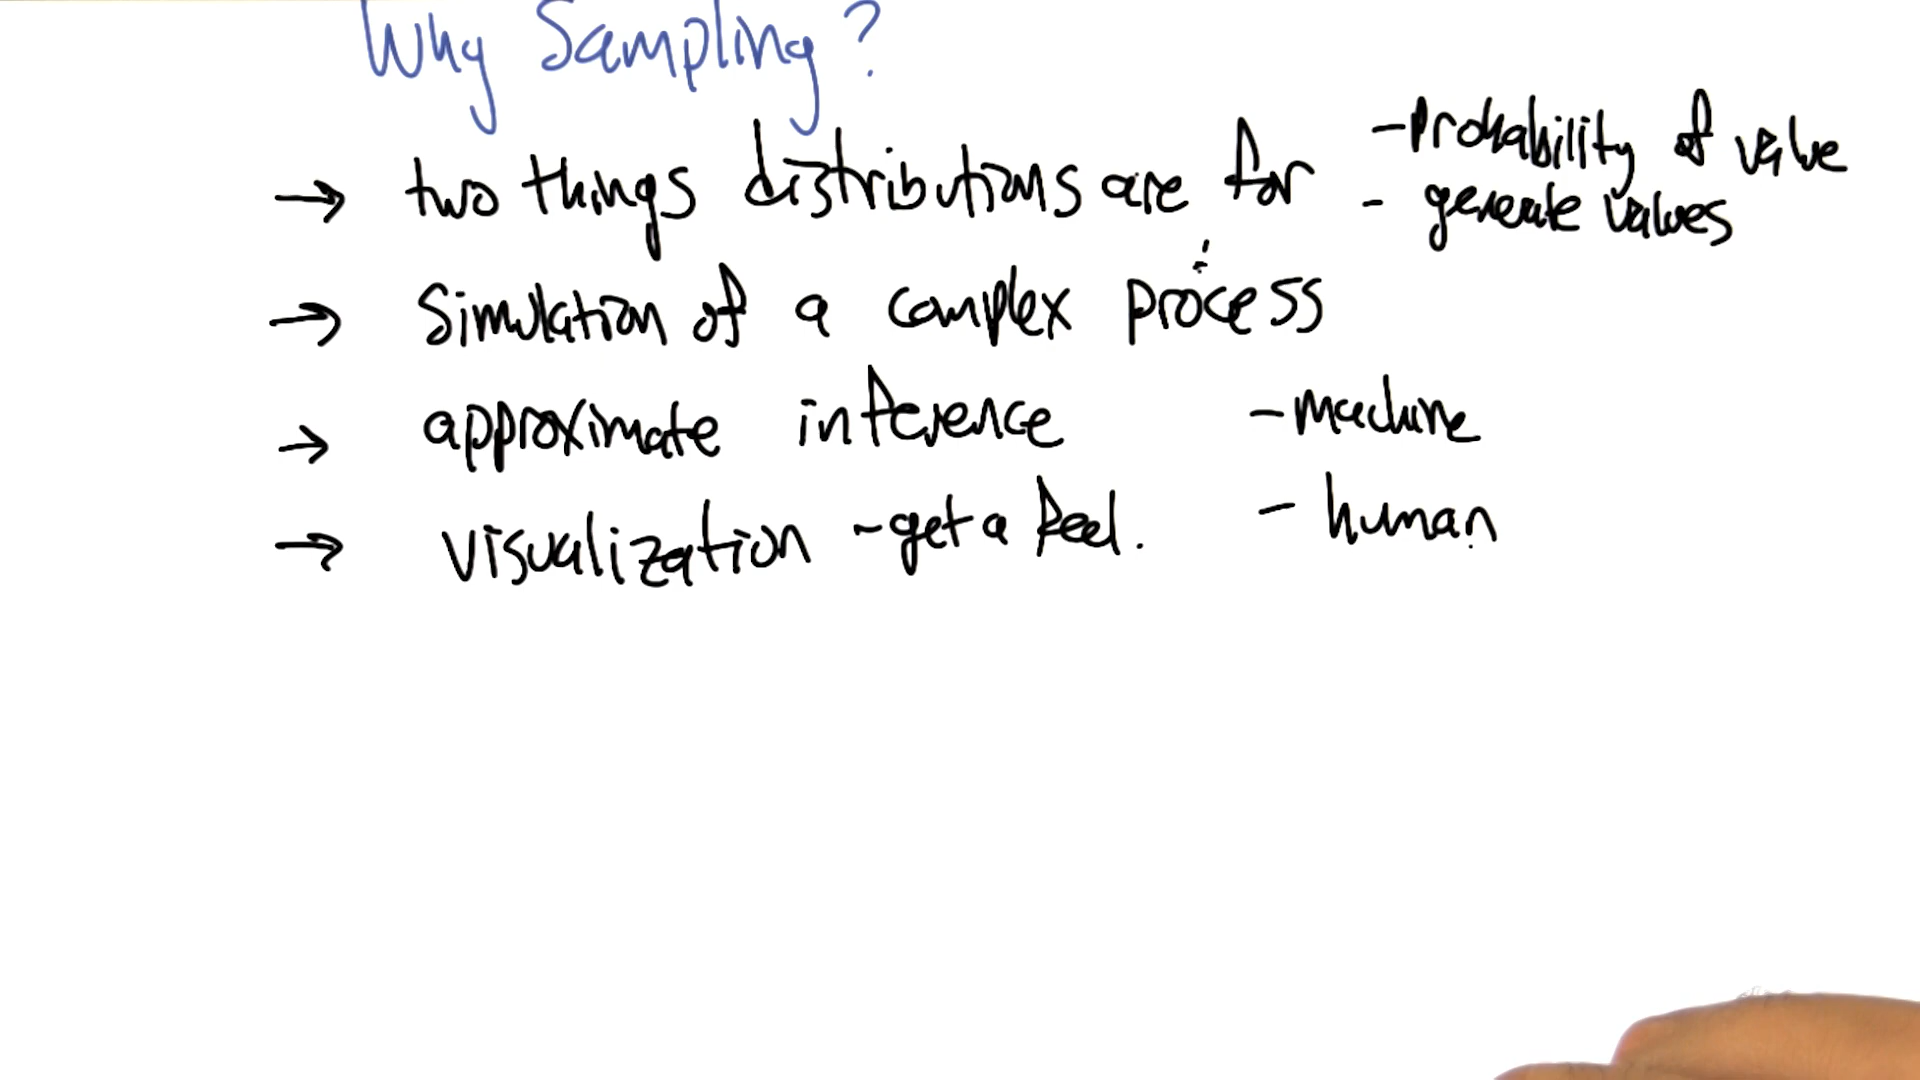 Why Sampling?
→ two things distributions are for
- Probability of value
- generate values
→ Simulation of a complex process
→ approximate inference - machine
→ visualization - get a feel. - human